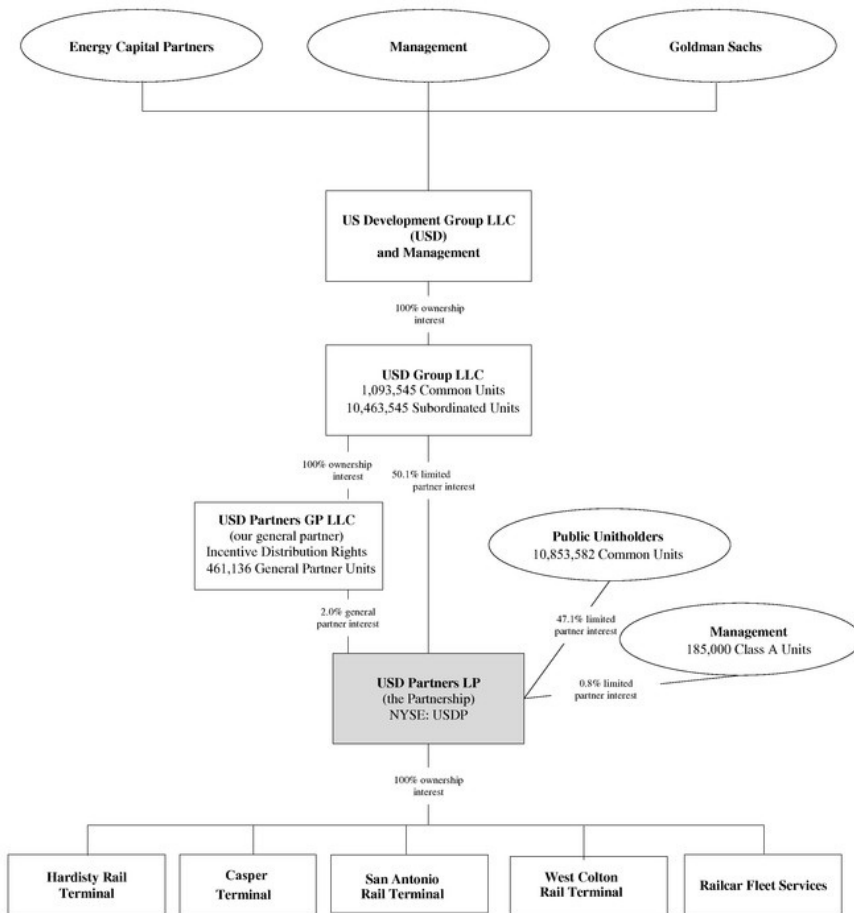 Energy Capital Partners
Management
Goldman Sachs
US Development Group LLC
(USD)
and Management
100% ownership
interest
USD Group LLC
1,093,545 Common Units
10,463,545 Subordinated Units
100% ownership
interest
50.1% limited
partner interest
USD Partners GP LLC
(our general partner)
Incentive Distribution Rights
461,136 General Partner Units
Public Unitholders
10,853,582 Common Units
2.0% general
partner interest
47.1% limited
partner interest
Management
185,000 Class A Units
0.8% limited
partner interest
USD Partners LP
(the Partnership)
NYSE: USDP
100% ownership
interest
Hardisty Rail
Terminal
Casper
Terminal
San Antonio
Rail Terminal
West Colton
Rail Terminal
Railcar Fleet Services